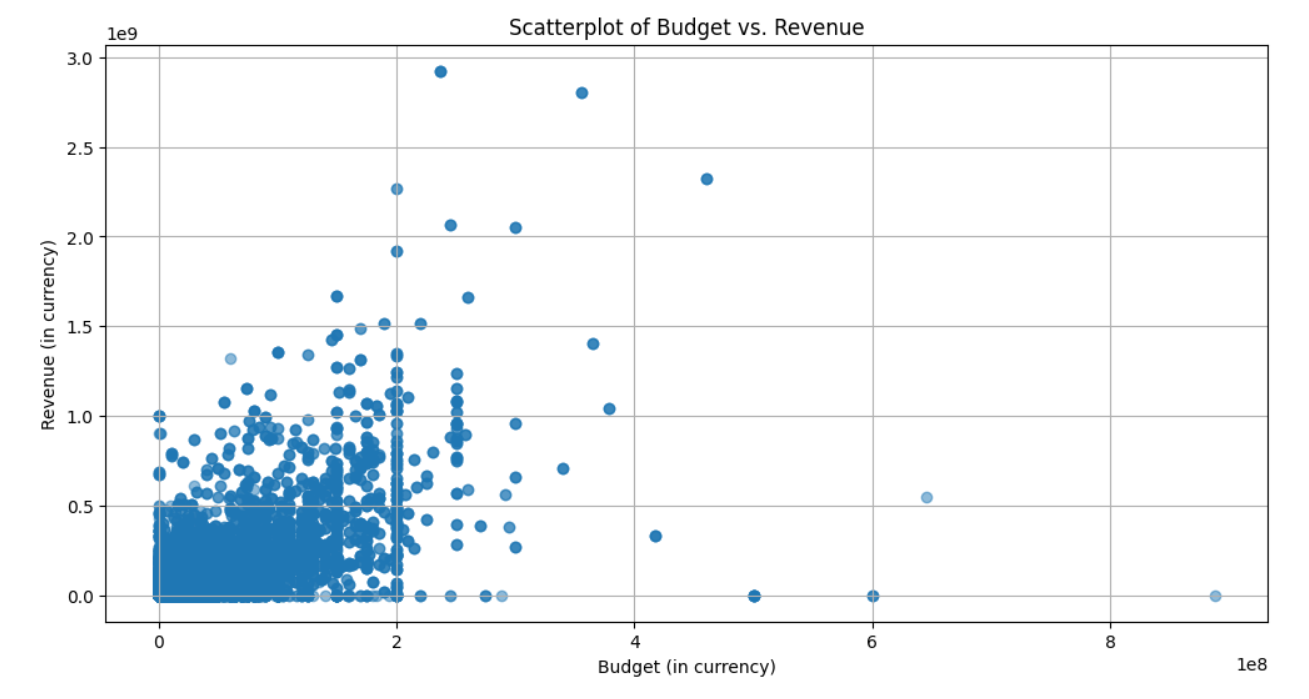 Scatterplot of Budget vs. Revenue
1e9
3.0
2.5
2.0
1.5
1.0
0.5
0.0
Revenue (in currency)
0 2 4 6 8
1e8
Budget (in currency)